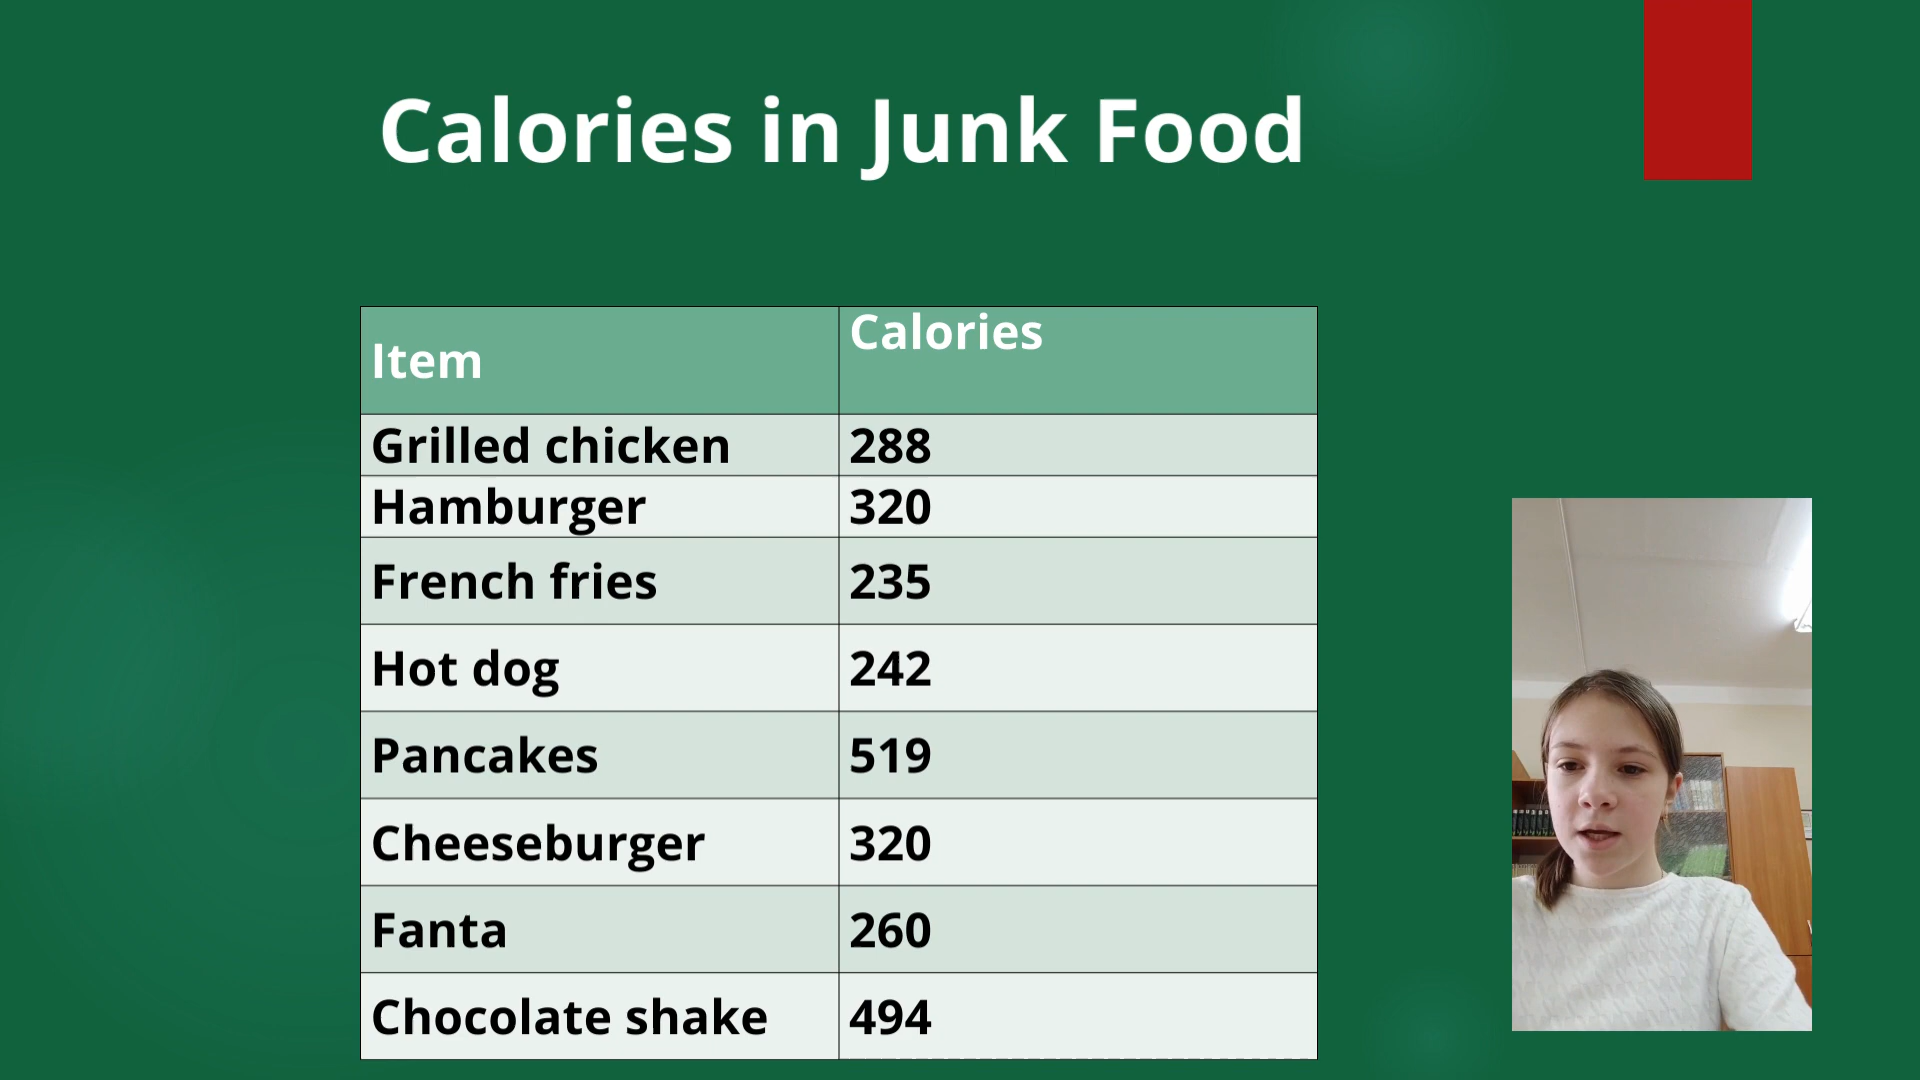 Calories in Junk Food
Item Calories
Grilled chicken 288
Hamburger 320
French fries 235
Hot dog 242
Pancakes 519
Cheeseburger 320
Fanta 260
Chocolate shake 494